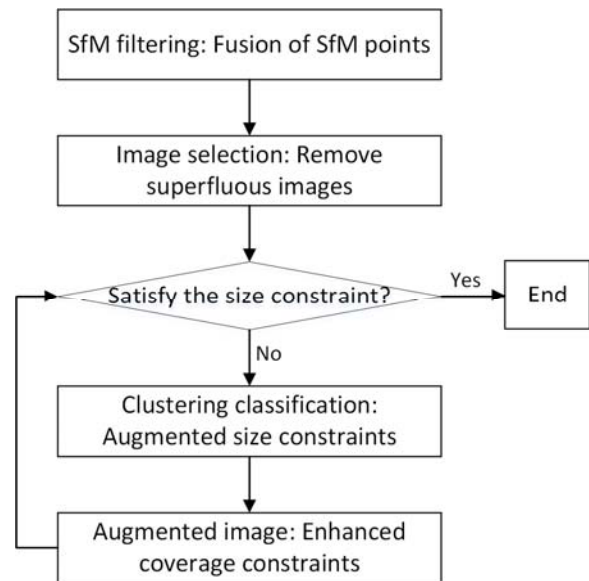 SfM filtering: Fusion of SfM points
Image selection: Remove
superfluous images
Satisfy the size constraint?
Yes
End
No
Clustering classification:
Augmented size constraints
Augmented image: Enhanced
coverage constraints